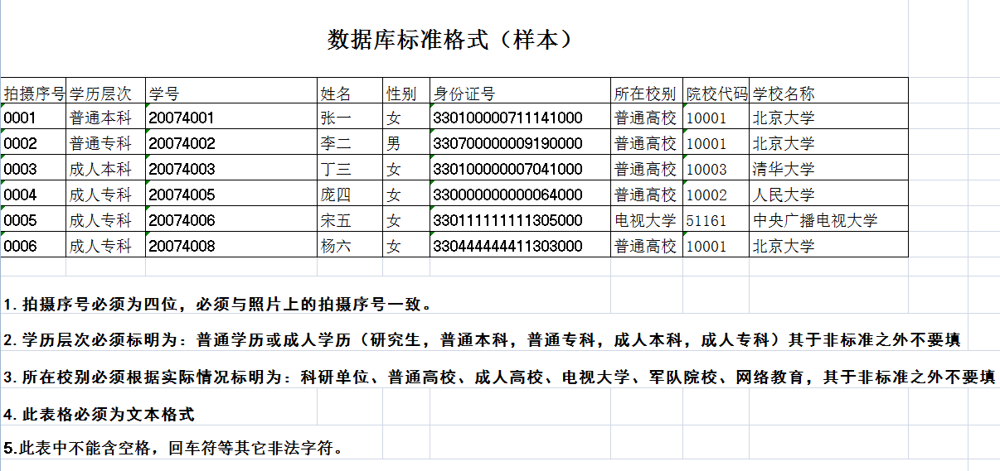 数据库标准格式（样本）
拍摄序号 学历层次 学号 姓名 性别 身份证号 所在校别 院校代码 学校名称
0001 普通本科 20074001 张一 女 330100000711141000 普通高校 10001 北京大学
0002 普通专科 20074002 李二 男 330700000009190000 普通高校 10001 北京大学
0003 成人本科 20074003 丁三 女 330100000007041000 普通高校 10003 清华大学
0004 成人专科 20074005 庞四 女 330000000000064000 普通高校 10002 人民大学
0005 成人专科 20074006 宋五 女 330111111111305000 电视大学 51161 中央广播电视大学
0006 成人专科 20074008 杨六 女 330444444411303000 普通高校 10001 北京大学
1.拍摄序号必须为四位，必须与照片上的拍摄序号一致。
2.学历层次必须标明为：普通学历或成人学历（研究生，普通本科，普通专科，成人本科，成人专科）其于非标准之外不要填
3.所在校别必须根据实际情况标明为：科研单位、普通高校、成人高校、电视大学、军队院校、网络教育，其于非标准之外不要填
4.此表格必须为文本格式
5.此表中不能含空格，回车符等其它非法字符。